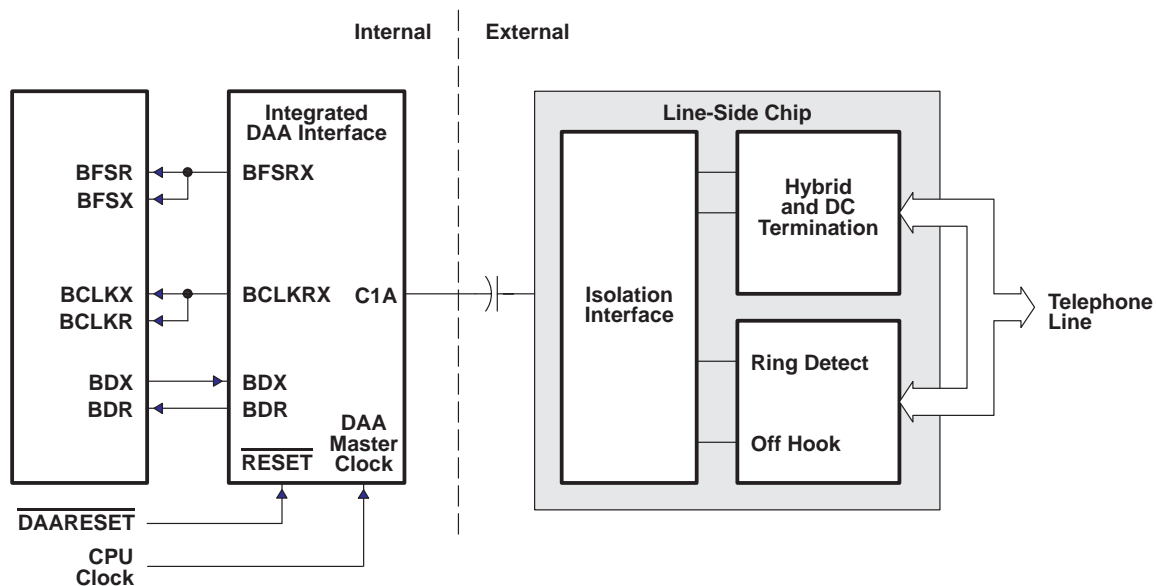 Internal
External
Integrated
DAA Interface
BFSR
BFSX
BFSRX
BCLKX
BCLKR
BCLKRX
C1A
BDX
BDR
BDX
BDR
RESET
DAA
Master
Clock
DAARESET
CPU
Clock
Line-Side Chip
Isolation
Interface
Hybrid
and DC
Termination
Ring Detect
Off Hook
Telephone
Line